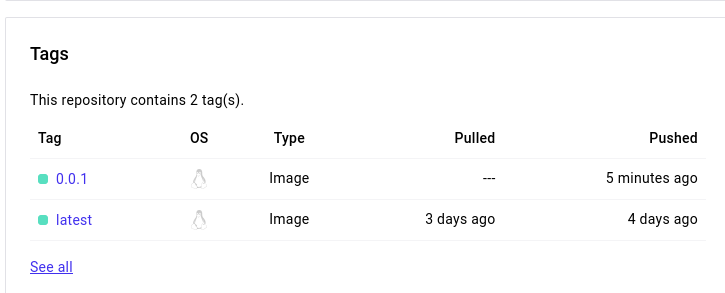 Tags
This repository contains 2 tag(s).
Tag OS Type Pulled Pushed
0.0.1 Image --- 5 minutes ago
latest Image 3 days ago 4 days ago
See all